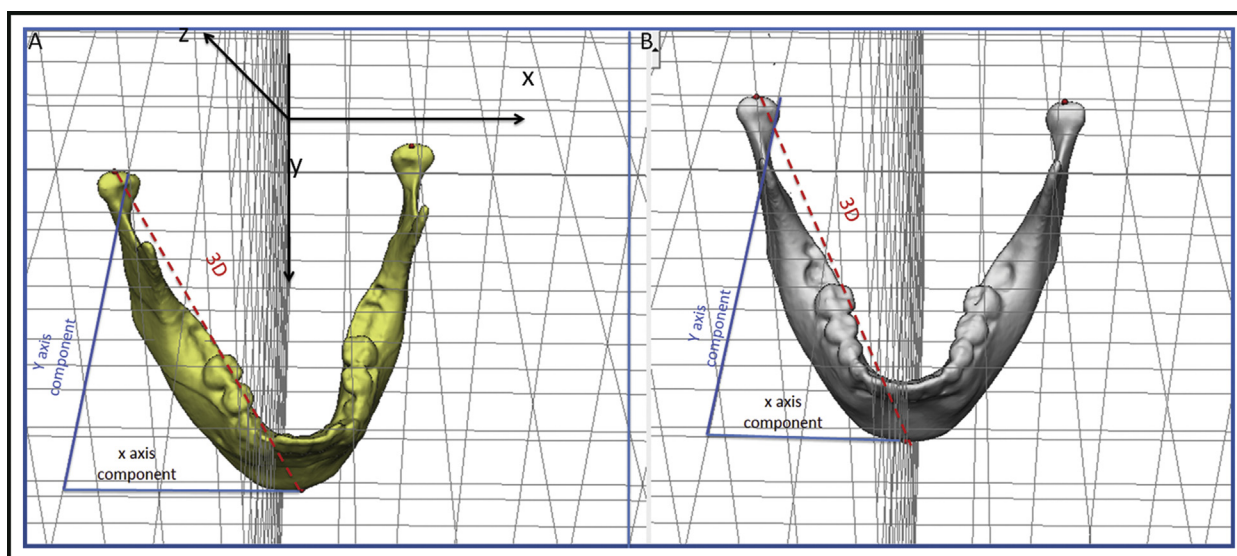 A
z
x
y
3D
Y axis
component
x axis
component
B
3D
Y axis
component
x axis
component